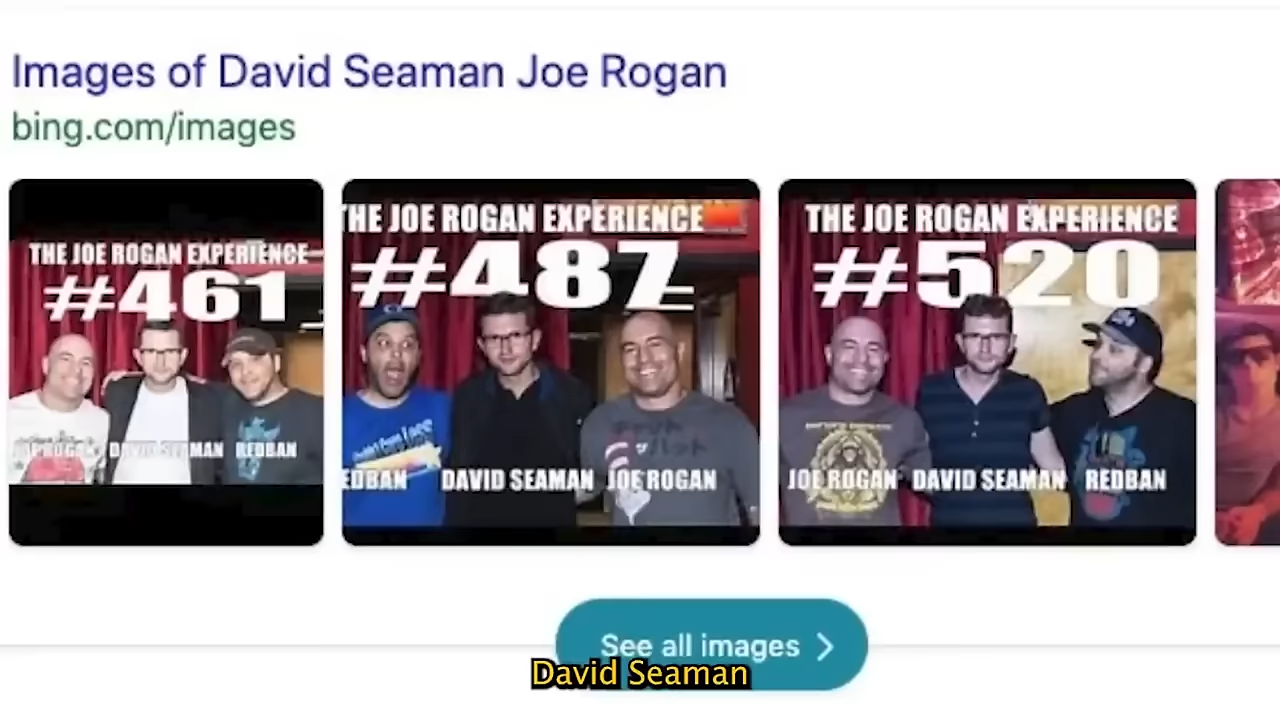 Images of David Seaman Joe Rogan
bing.com/images
THE JOE ROGAN EXPERIENCE
#461
JOE ROGAN DAVID SEAMAN REDBAN
THE JOE ROGAN EXPERIENCE
#487
EDBAN DAVID SEAMAN JOE ROGAN
THE JOE ROGAN EXPERIENCE
#520
JOE ROGAN DAVID SEAMAN REDBAN
See all images >
David Seaman